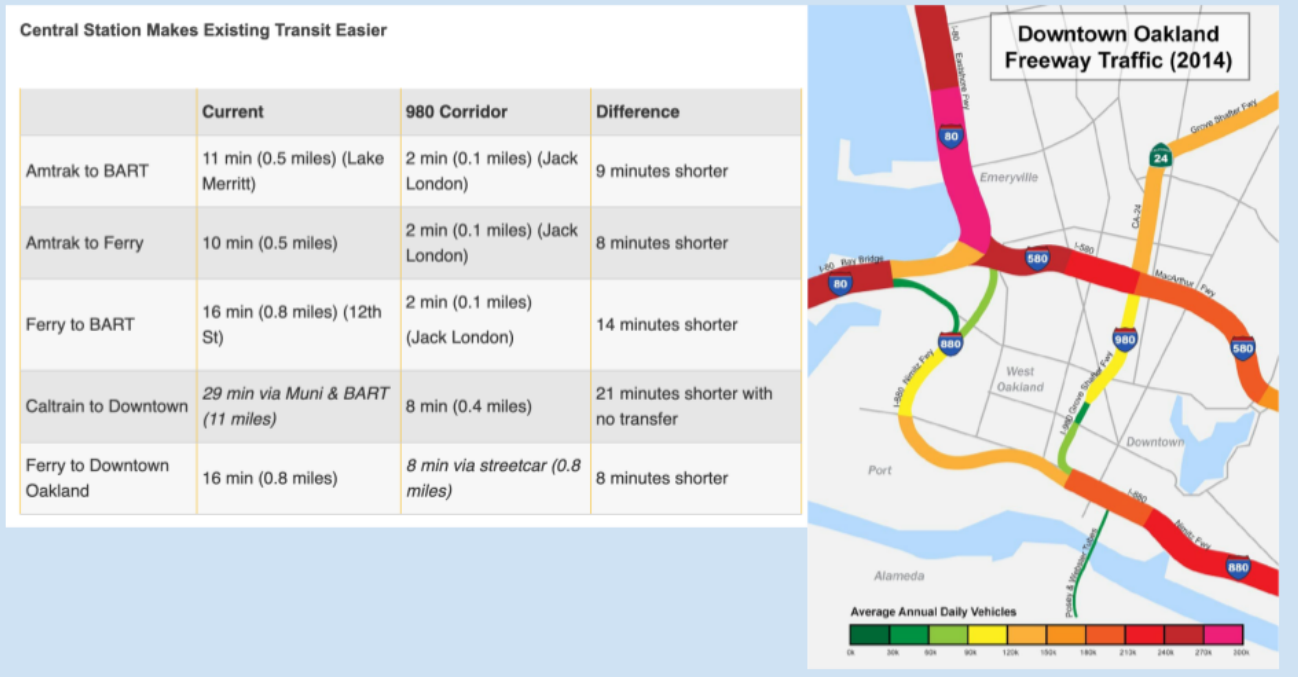 Central Station Makes Existing Transit Easier
Current
980 Corridor
Difference
Amtrak to BART
11 min (0.5 miles) (Lake
Merritt)
2 min (0.1 miles) (Jack
London)
9 minutes shorter
Amtrak to Ferry
10 min (0.5 miles)
2 min (0.1 miles) (Jack
London)
8 minutes shorter
Ferry to BART
16 min (0.8 miles) (12th
St)
2 min (0.1 miles)
(Jack London)
14 minutes shorter
Caltrain to Downtown
29 min via Muni & BART
(11 miles)
8 min (0.4 miles)
21 minutes shorter with
no transfer
Ferry to Downtown
Oakland
16 min (0.8 miles)
8 min via streetcar (0.8
miles)
8 minutes shorter
Downtown Oakland
Freeway Traffic (2014)
I-80 Eastshore Fwy
80
Grove Shafter Fwy
24
Emeryville
CA-24
I-580
580
I-80 Bay Bridge
80
MacArthur Fwy
880
980
580
I-880 Nimitz Fwy
West
Oakland
I-980 Grove Shafter Fwy
Downtown
Port
I-880
Nimitz Fwy
880
Posey & Webster Tubes
Alameda
Average Annual Daily Vehicles
0k 30k 60k 90k 120k 150k 180k 210k 240k 270k 300k